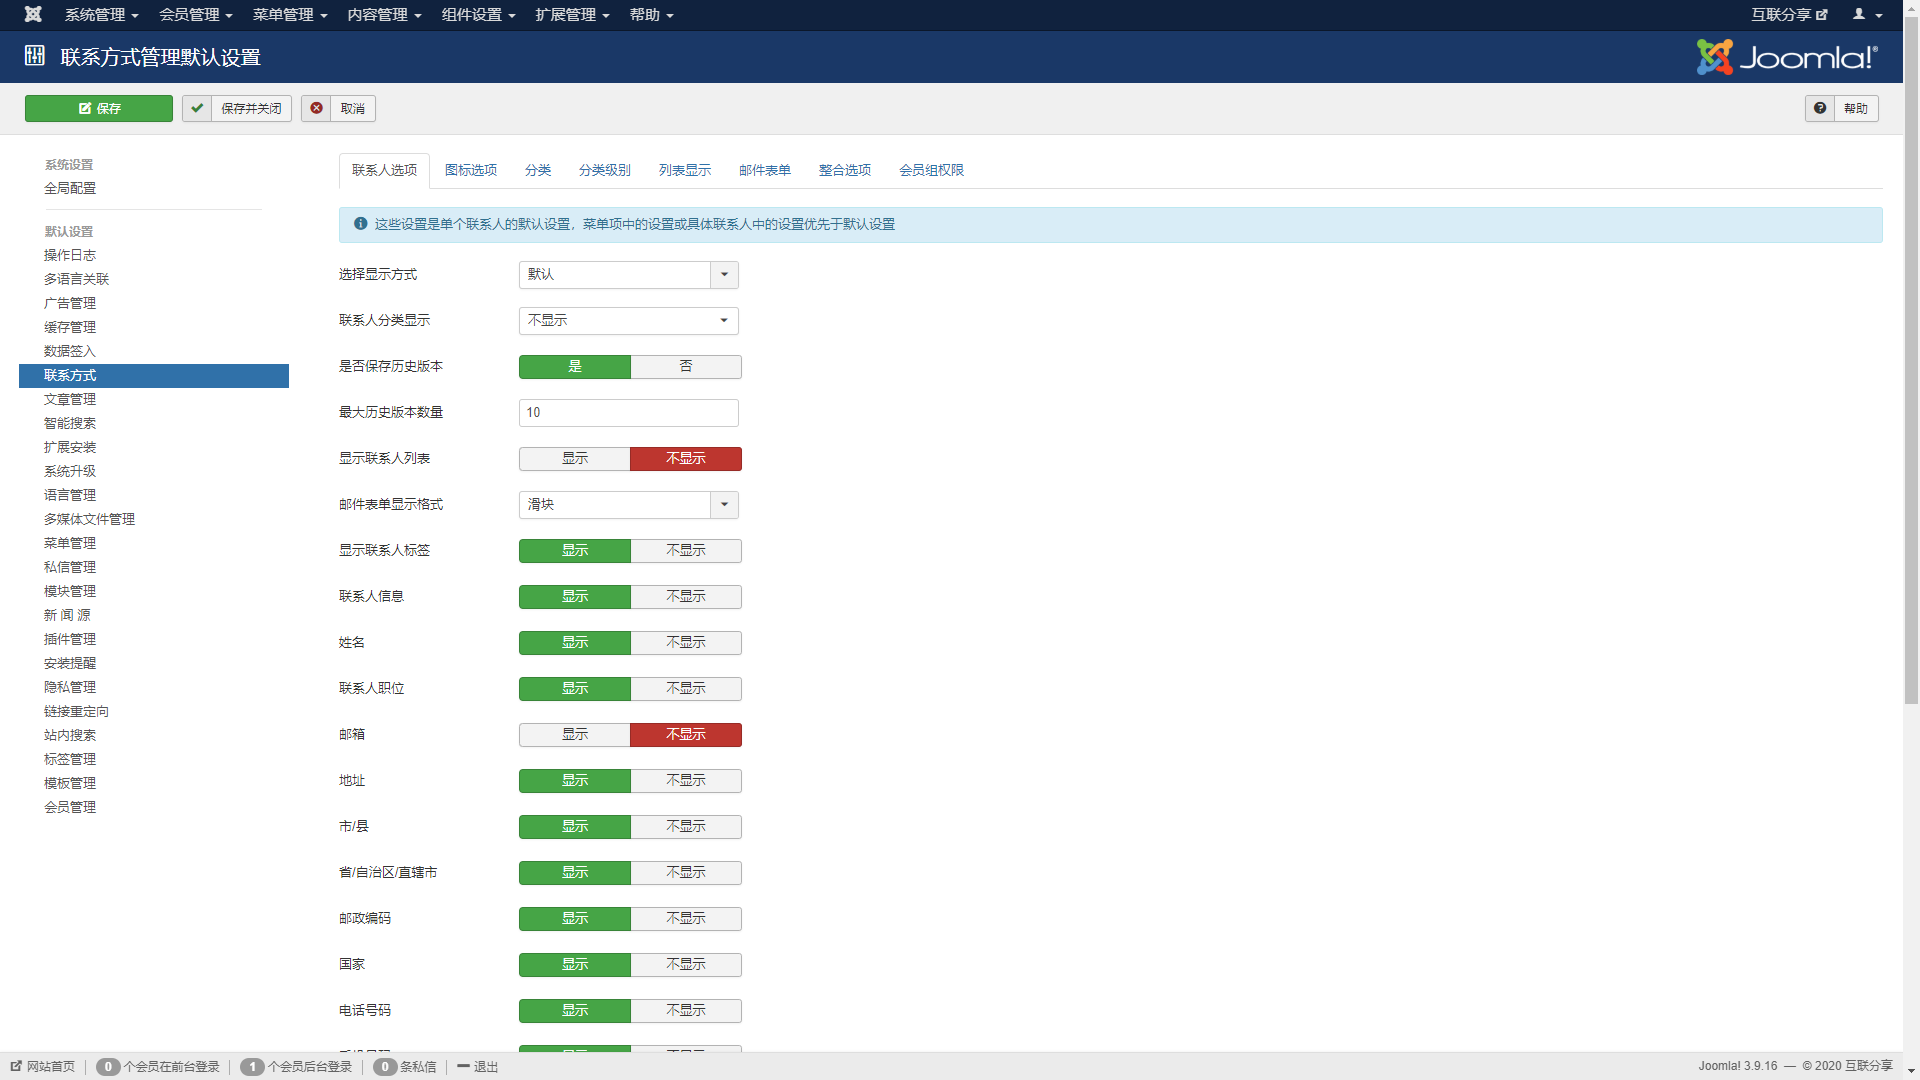 系统管理 会员管理 菜单管理 内容管理 组件设置 扩展管理 帮助 互联分享
联系方式管理默认设置 Joomla!®
保存 保存并关闭 取消 帮助
系统设置
全局配置
默认设置
操作日志
多语言关联
广告管理
缓存管理
数据签入
联系方式
文章管理
智能搜索
扩展安装
系统升级
语言管理
多媒体文件管理
菜单管理
私信管理
模块管理
新 闻 源
插件管理
安装提醒
隐私管理
链接重定向
站内搜索
标签管理
模板管理
会员管理
联系人选项 图标选项 分类 分类级别 列表显示 邮件表单 整合选项 会员组权限
这些设置是单个联系人的默认设置，菜单项中的设置或具体联系人中的设置优先于默认设置
选择显示方式 默认
联系人分类显示 不显示
是否保存历史版本 是 否
最大历史版本数量 10
显示联系人列表 显示 不显示
邮件表单显示格式 滑块
显示联系人标签 显示 不显示
联系人信息 显示 不显示
姓名 显示 不显示
联系人职位 显示 不显示
邮箱 显示 不显示
地址 显示 不显示
市/县 显示 不显示
省/自治区/直辖市 显示 不显示
邮政编码 显示 不显示
国家 显示 不显示
电话号码 显示 不显示
网站首页 0 个会员在前台登录 1 个会员后台登录 0 条私信 退出 Joomla! 3.9.16 — © 2020 互联分享